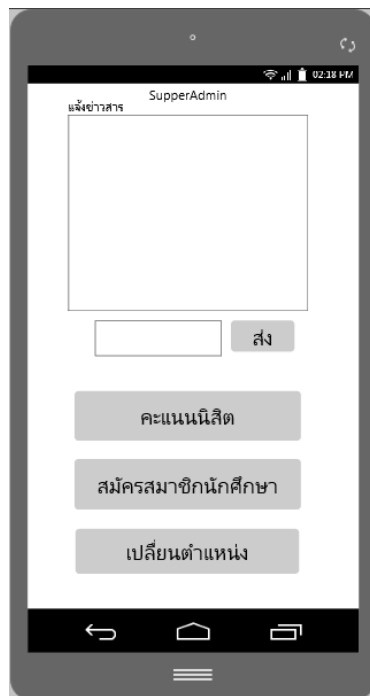 02:18 PM
SupperAdmin
แจ้งข่าวสาร
ส่ง
คะแนนนิสิต
สมัครสมาชิกนักศึกษา
เปลี่ยนตำแหน่ง